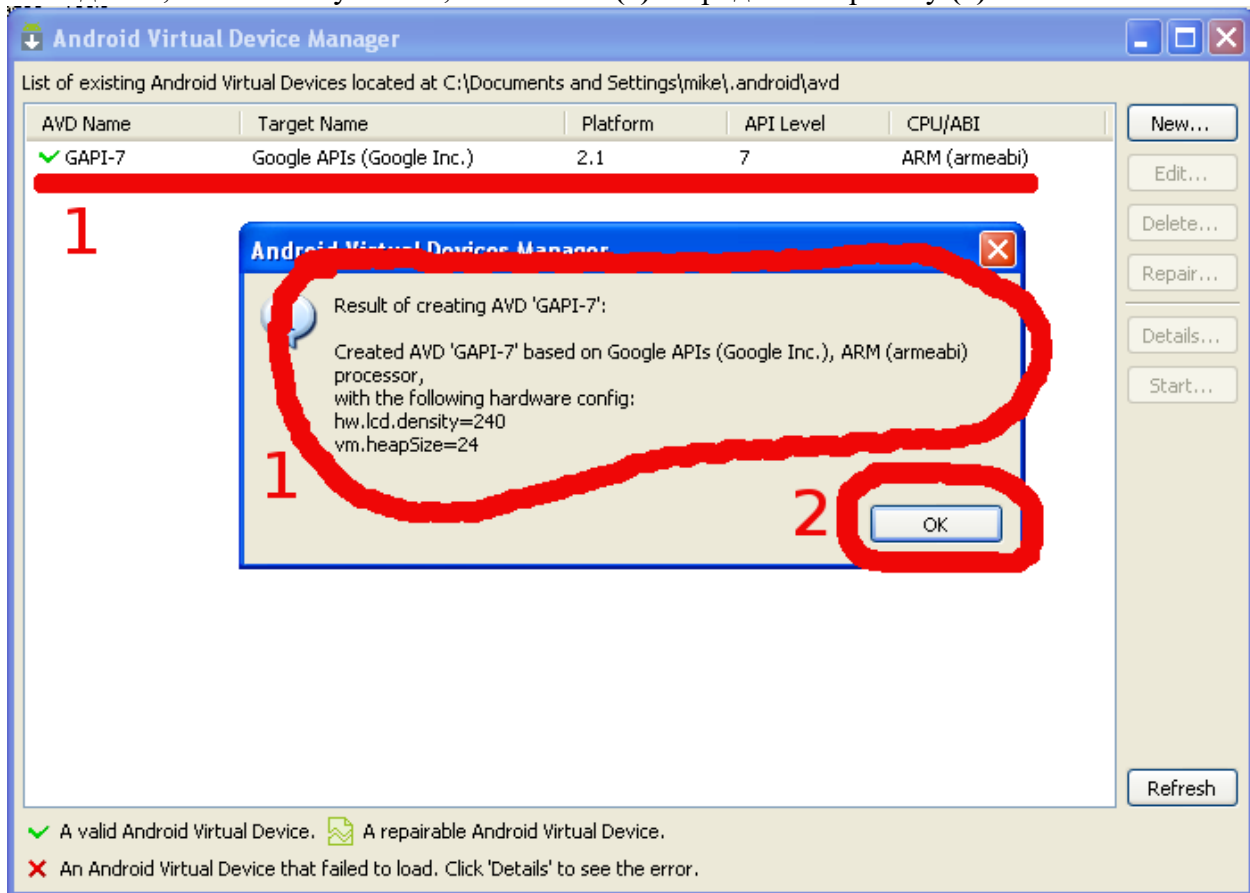 Android Virtual Device Manager
List of existing Android Virtual Devices located at C:\Documents and Settings\mike\.android\avd
AVD Name Target Name Platform API Level CPU/ABI
New...
GAPI-7 Google APIs (Google Inc.) 2.1 7 ARM (armeabi)
Edit...
1
Delete...
Android Virtual Devices Manager
Repair...
Result of creating AVD 'GAPI-7':
Details...
Created AVD 'GAPI-7' based on Google APIs (Google Inc.), ARM (armeabi)
processor,
Start...
with the following hardware config:
hw.lcd.density=240
vm.heapSize=24
1
2
OK
Refresh
A valid Android Virtual Device. A repairable Android Virtual Device.
An Android Virtual Device that failed to load. Click 'Details' to see the error.